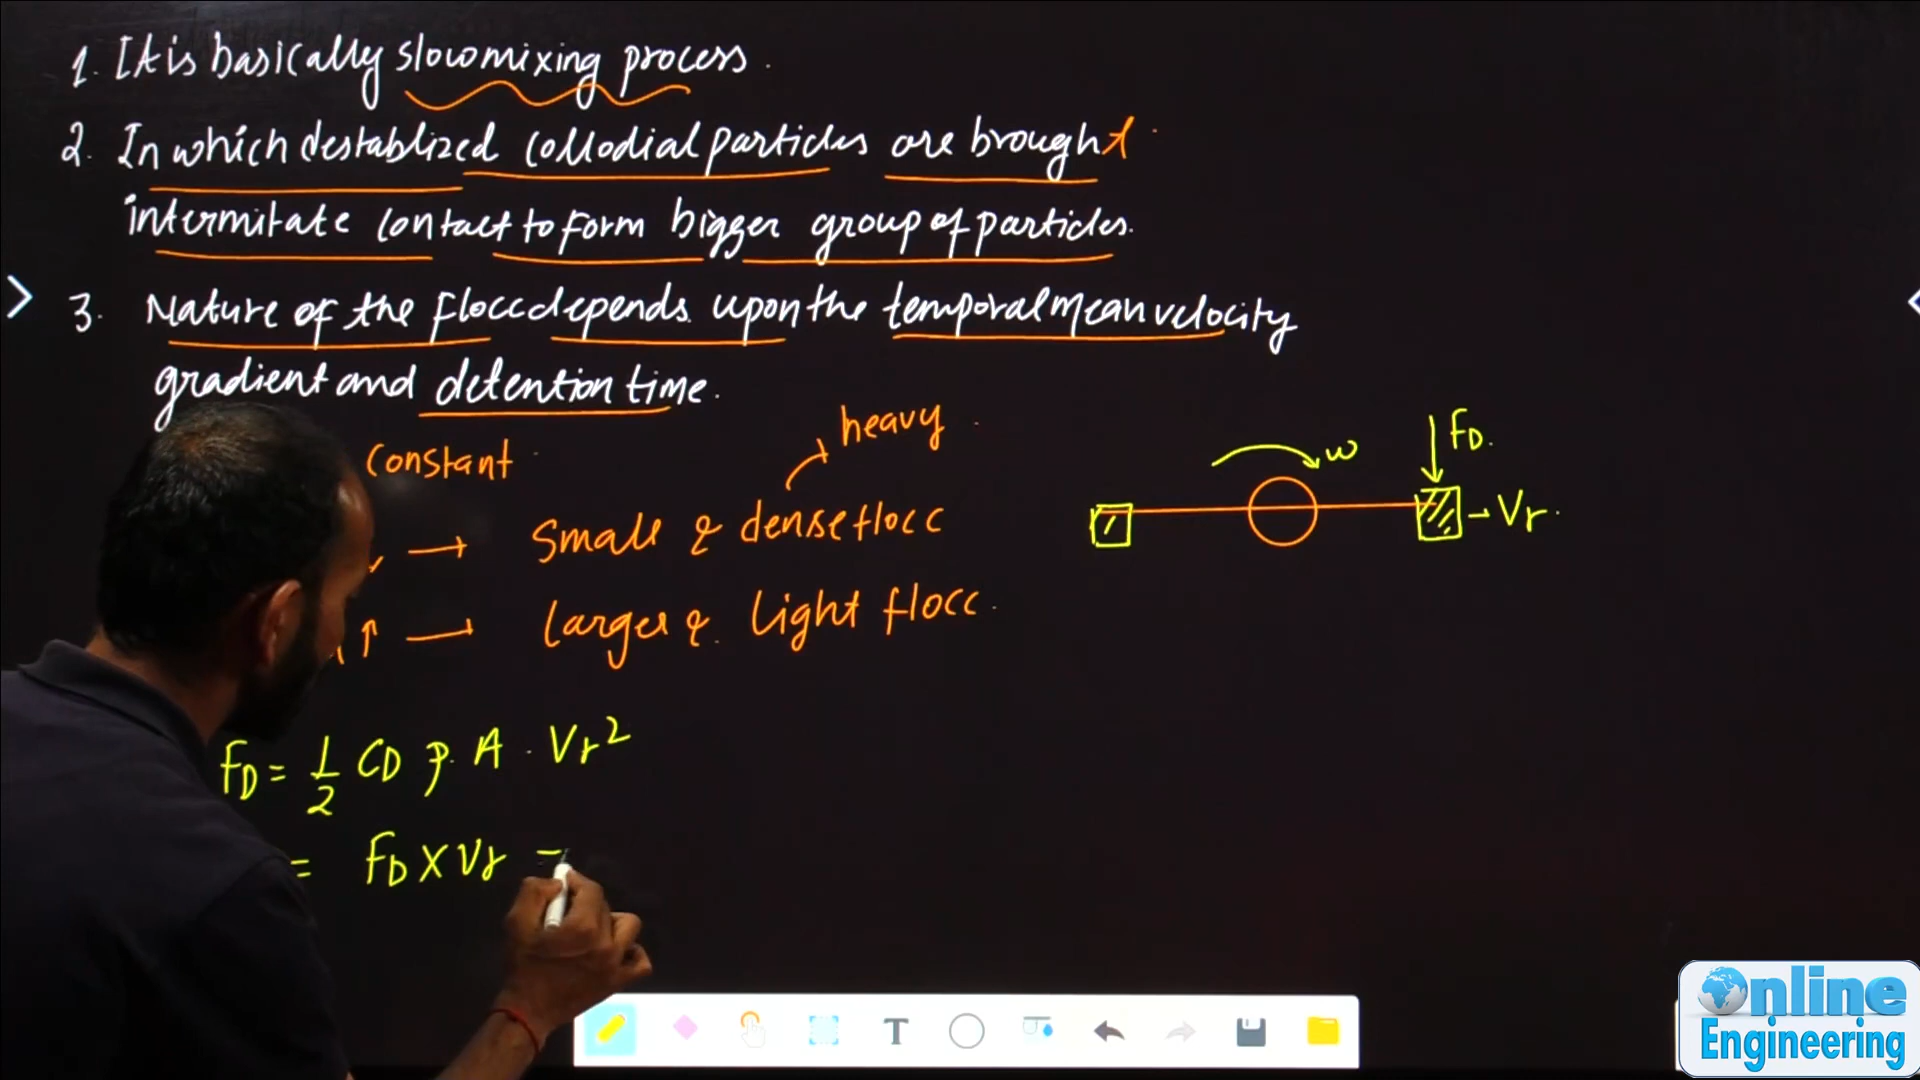 1. It is basically slow mixing process.
2. In which destablized collodial particles are brought
intermitate contact to form bigger group of particles.
3. Nature of the flocc depends upon the temporal mean velocity
gradient and detention time.
constant
heavy
→ small & dense flocc
↑ → larger & light flocc.
ω
FD.
Vr.
FD = 1/2 CD ρ. A . Vr²
= FD X Vr =
T
Online
Engineering